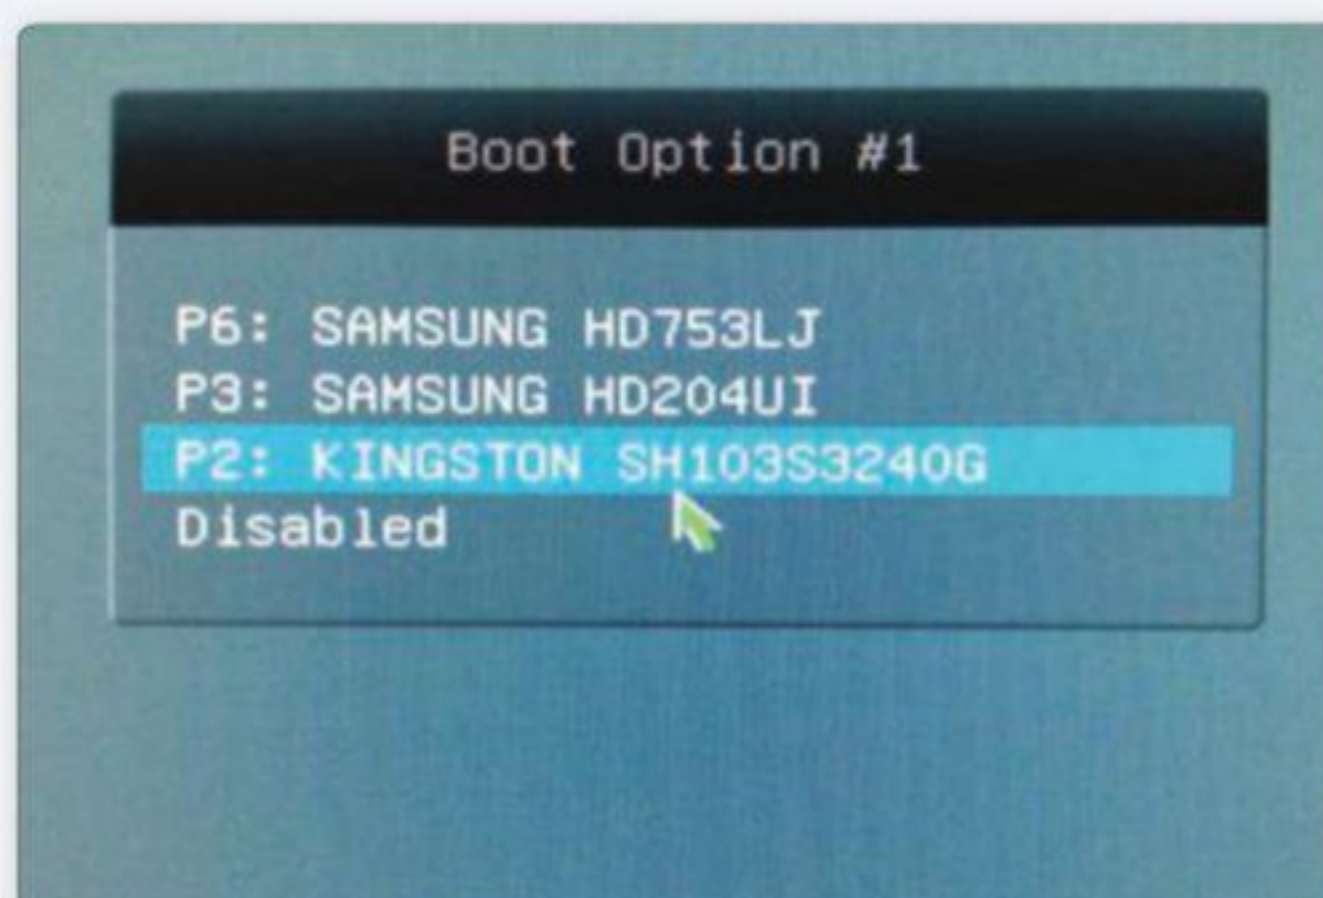 Boot Option #1
P6: SAMSUNG HD753LJ
P3: SAMSUNG HD204UI
P2: KINGSTON SH103S3240G
Disabled